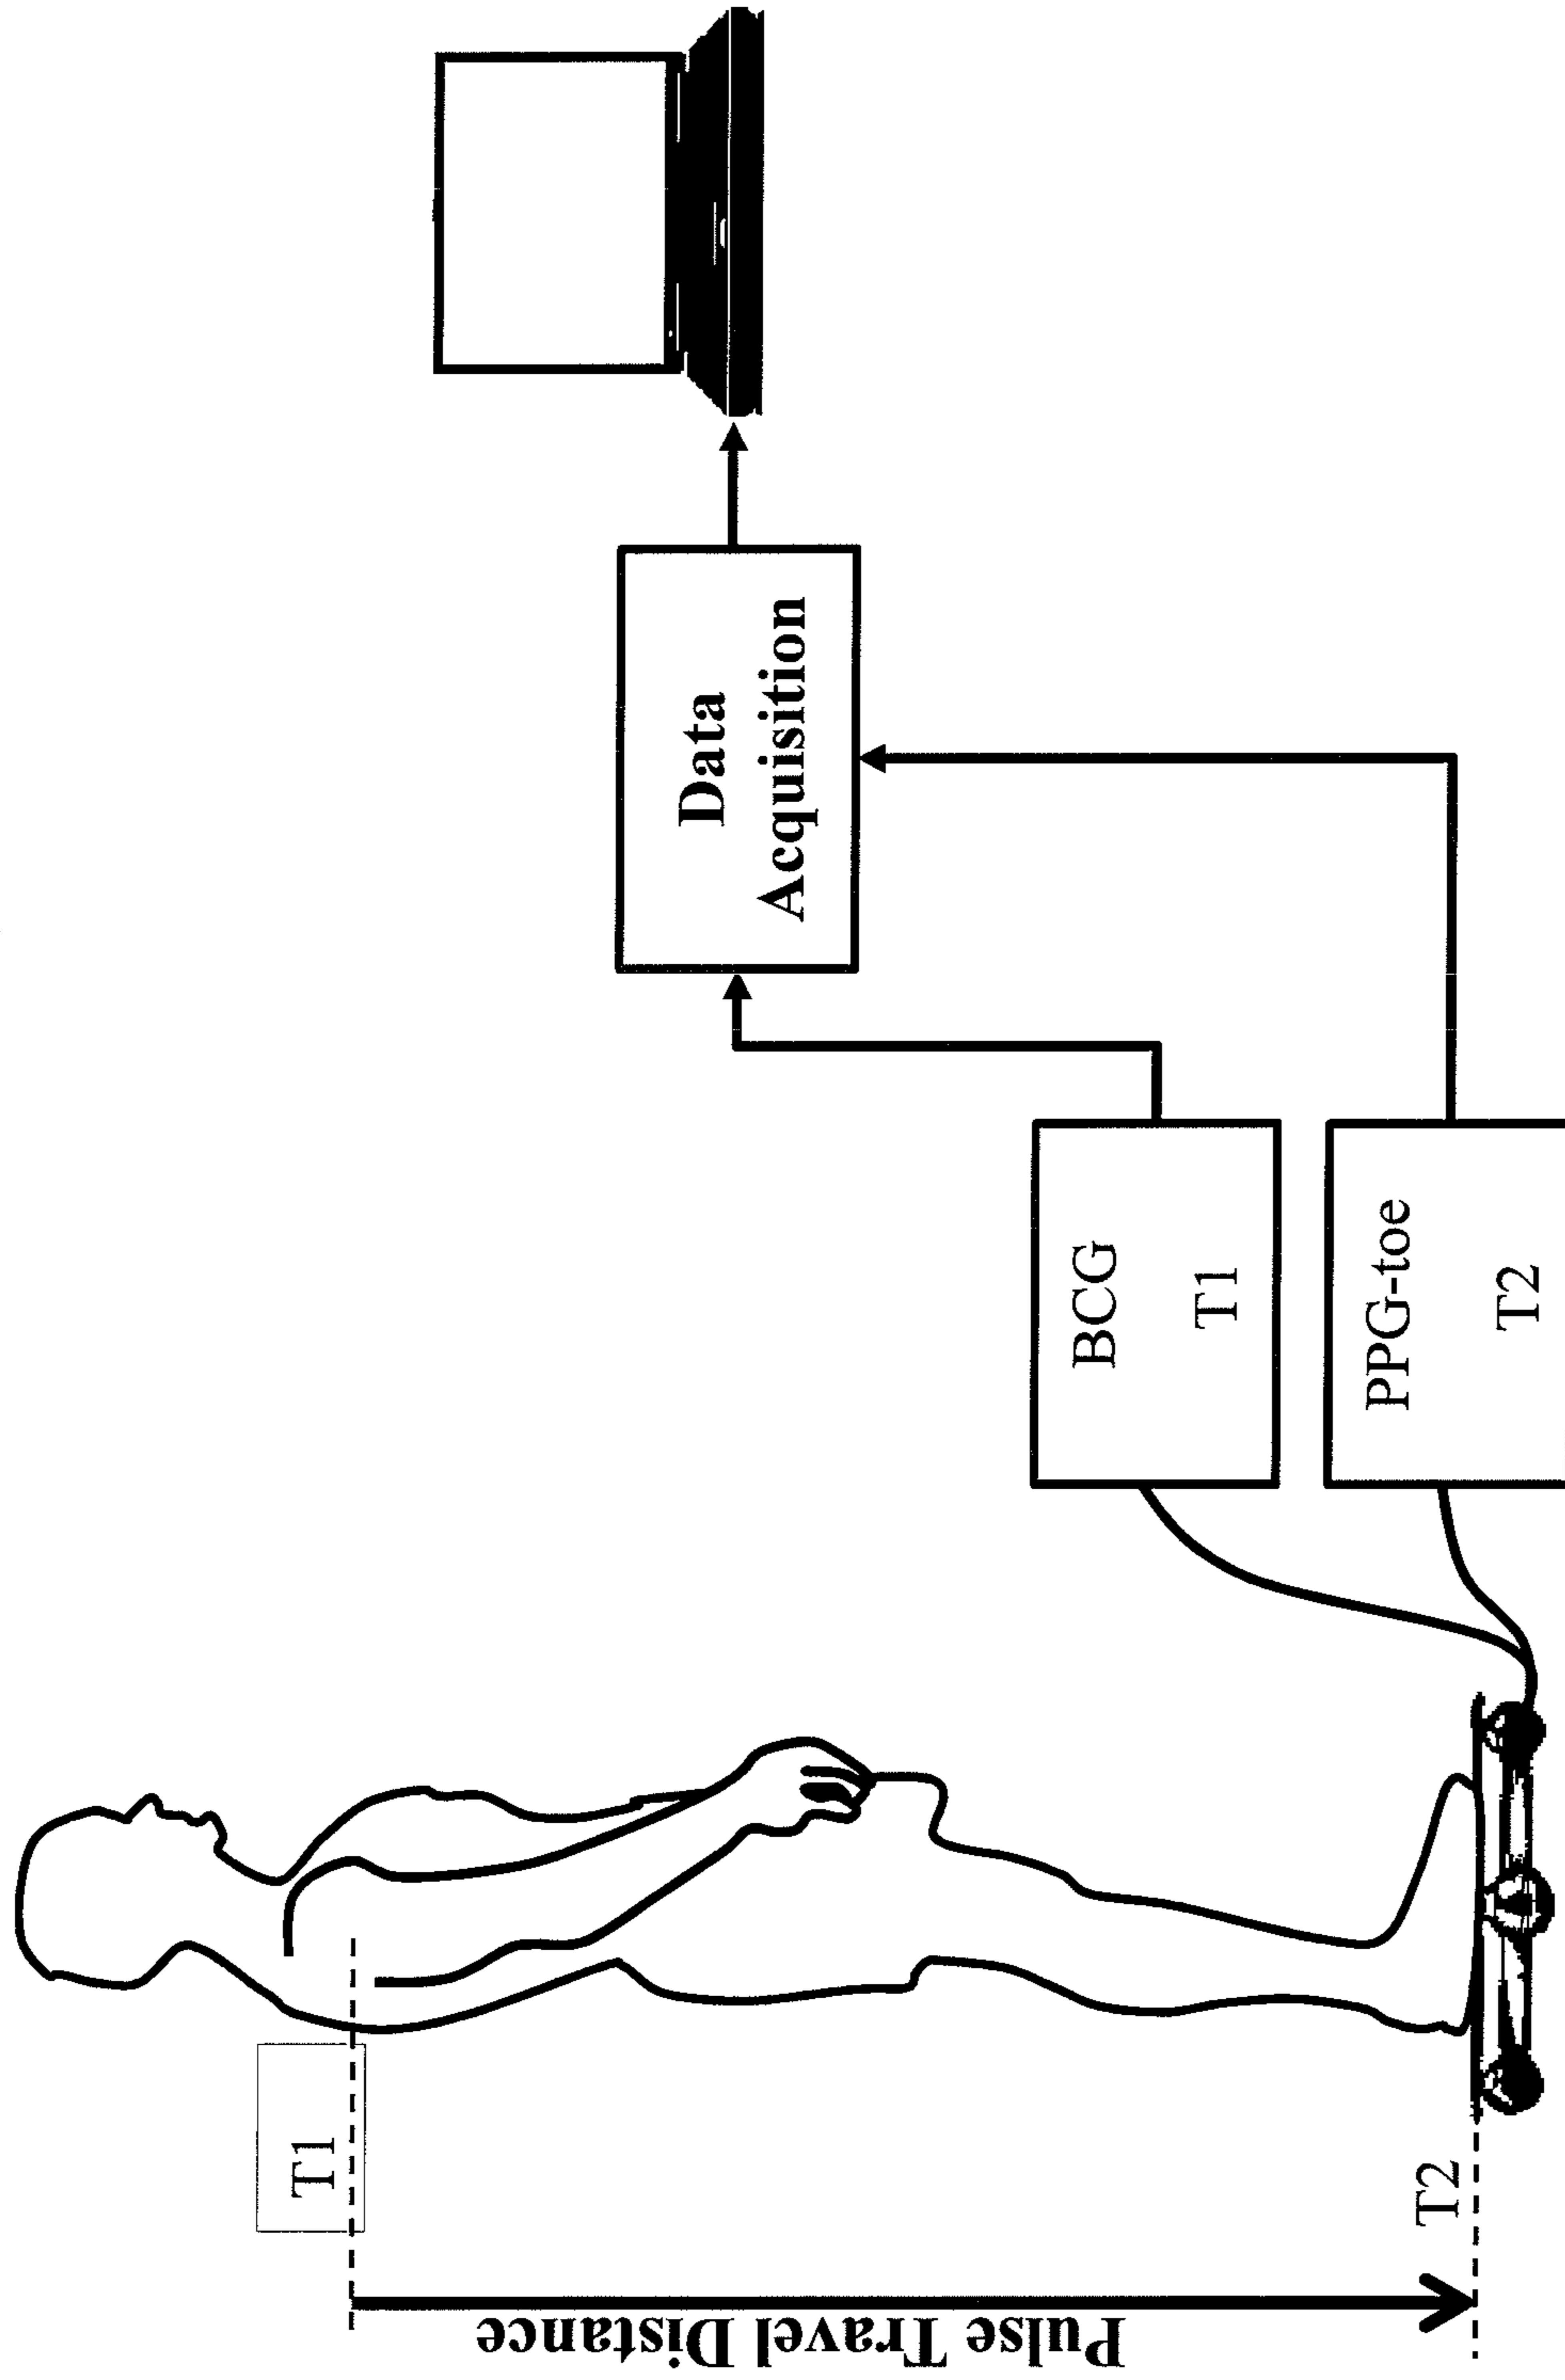 T1
T2
Pulse Travel Distance
BCG
T1
PPG-toe
T2
Data
Acquisition